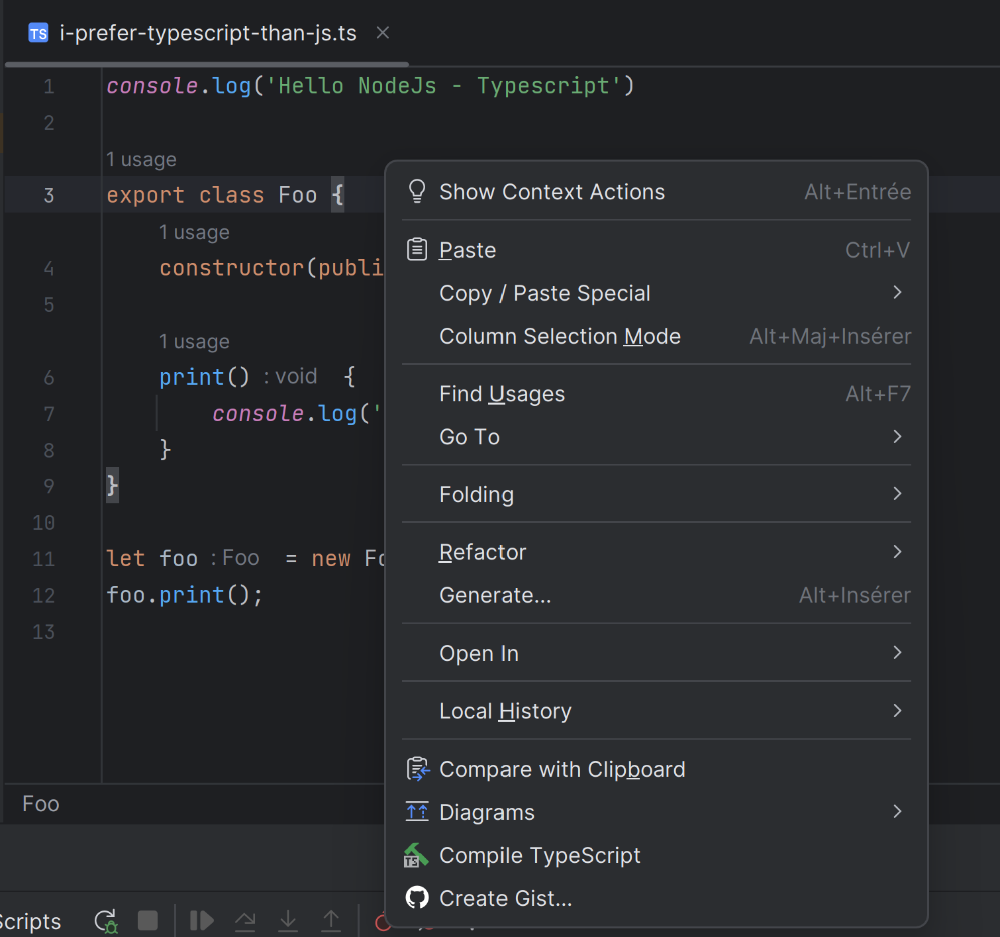 TS i-prefer-typescript-than-js.ts
1 console.log('Hello NodeJs - Typescript')
2
1 usage
3 export class Foo {
1 usage
4 constructor(publi
5
1 usage
6 print() : void {
7 console.log('
8 }
9 }
10
11 let foo : Foo = new Fo
12 foo.print();
13
Foo
Scripts
Show Context Actions Alt+Entrée
Paste Ctrl+V
Copy / Paste Special
Column Selection Mode Alt+Maj+Insérer
Find Usages Alt+F7
Go To
Folding
Refactor
Generate... Alt+Insérer
Open In
Local History
Compare with Clipboard
Diagrams
TS Compile TypeScript
Create Gist...